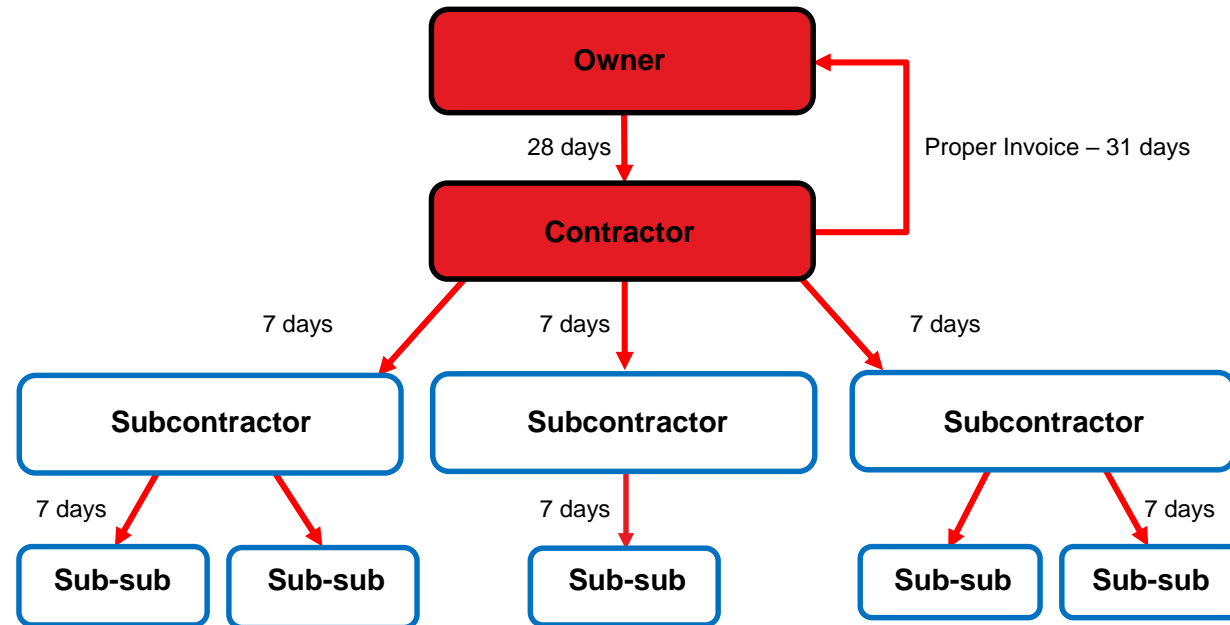 Owner
28 days
Proper Invoice – 31 days
Contractor
7 days
7 days
7 days
Subcontractor
Subcontractor
Subcontractor
7 days
7 days
7 days
Sub-sub
Sub-sub
Sub-sub
Sub-sub
Sub-sub